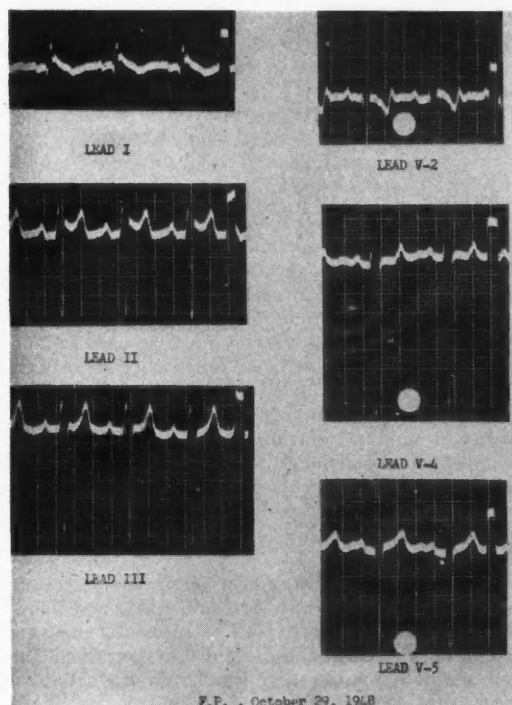 LEAD I
LEAD V-2
LEAD II
LEAD V-4
LEAD III
LEAD V-5
F.P. . October 29, 1948